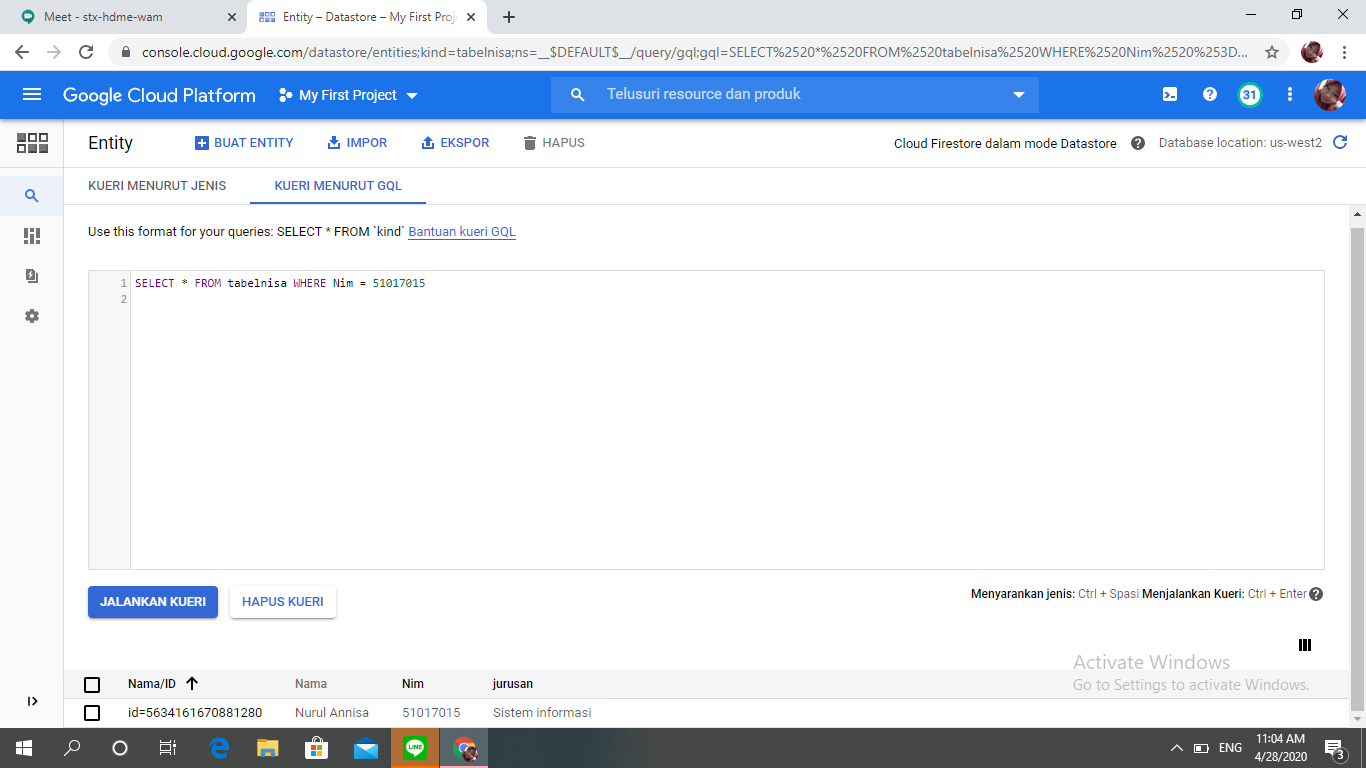 Meet - stx-hdme-wam
Entity – Datastore – My First Proj
console.cloud.google.com/datastore/entities;kind=tabelnisa;ns=__$DEFAULT$__/query/gql;gql=SELECT%2520*%2520FROM%2520tabelnisa%2520WHERE%2520Nim%2520%253D...
Google Cloud Platform My First Project Telusuri resource dan produk 31
Entity BUAT ENTITY IMPOR EKSPOR HAPUS Cloud Firestore dalam mode Datastore Database location: us-west2
KUERI MENURUT JENIS KUERI MENURUT GQL
Use this format for your queries: SELECT * FROM `kind` Bantuan kueri GQL
1 SELECT * FROM tabelnisa WHERE Nim = 51017015
2
JALANKAN KUERI HAPUS KUERI Menyarankan jenis: Ctrl + Spasi Menjalankan Kueri: Ctrl + Enter
Activate Windows
Go to Settings to activate Windows.
Nama/ID Nama Nim jurusan
id=5634161670881280 Nurul Annisa 51017015 Sistem informasi
LINE
ENG
11:04 AM
4/28/2020
3